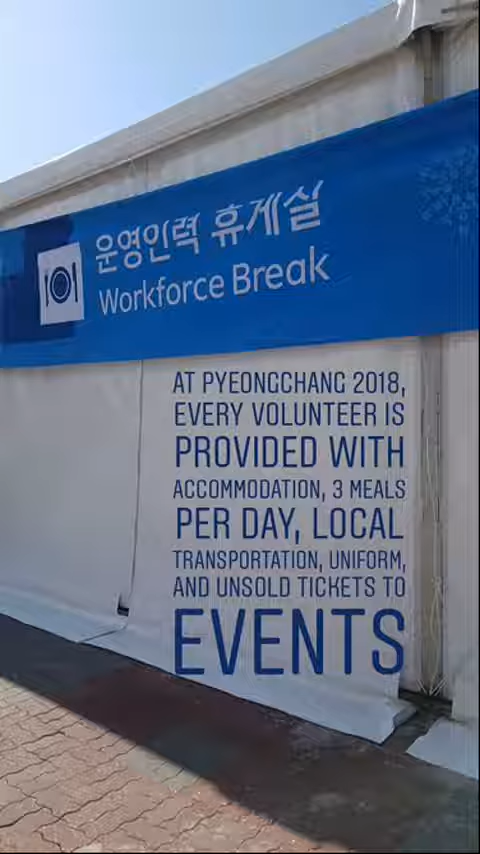 운영인력 휴게실
Workforce Break
AT PYEONGCHANG 2018,
EVERY VOLUNTEER IS
PROVIDED WITH
ACCOMMODATION, 3 MEALS
PER DAY, LOCAL
TRANSPORTATION, UNIFORM,
AND UNSOLD TICKETS TO
EVENTS